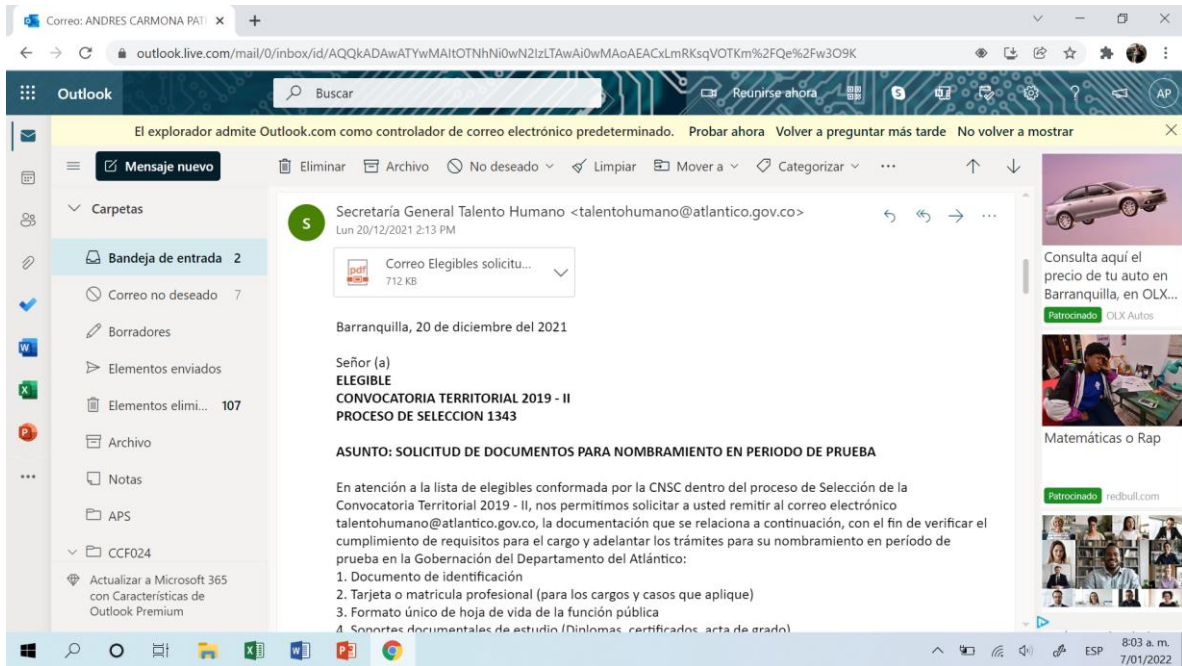 Correo: ANDRES CARMONA PATI
outlook.live.com/mail/0/inbox/id/AQQkADAwATYwMAItOTNhNi0wN2IzLTAwAi0wMAoAEACxLmRKsqVOTKm%2FQe%2Fw3O9K
Outlook
Buscar
Reunirse ahora
AP
El explorador admite Outlook.com como controlador de correo electrónico predeterminado. Probar ahora Volver a preguntar más tarde No volver a mostrar
Mensaje nuevo
Eliminar Archivo No deseado Limpiar Mover a Categorizar
Carpetas
Bandeja de entrada 2
Correo no deseado 7
Borradores
Elementos enviados
Elementos elimi... 107
Archivo
Notas
APS
CCF024
Actualizar a Microsoft 365
con Características de
Outlook Premium
S
Secretaría General Talento Humano <talentohumano@atlantico.gov.co>
Lun 20/12/2021 2:13 PM
pdf
Correo Elegibles solicitu...
712 KB
Barranquilla, 20 de diciembre del 2021
Señor (a)
ELEGIBLE
CONVOCATORIA TERRITORIAL 2019 - II
PROCESO DE SELECCION 1343
ASUNTO: SOLICITUD DE DOCUMENTOS PARA NOMBRAMIENTO EN PERIODO DE PRUEBA
En atención a la lista de elegibles conformada por la CNSC dentro del proceso de Selección de la
Convocatoria Territorial 2019 - II, nos permitimos solicitar a usted remitir al correo electrónico
talentohumano@atlantico.gov.co, la documentación que se relaciona a continuación, con el fin de verificar el
cumplimiento de requisitos para el cargo y adelantar los trámites para su nombramiento en período de
prueba en la Gobernación del Departamento del Atlántico:
1. Documento de identificación
2. Tarjeta o matricula profesional (para los cargos y casos que aplique)
3. Formato único de hoja de vida de la función pública
4. Soportes documentales de estudio (Diplomas, certificados, acta de grado)
Consulta aquí el
precio de tu auto en
Barranquilla, en OLX...
Patrocinado OLX Autos
Matemáticas o Rap
Patrocinado redbull.com
ESP
8:03 a. m.
7/01/2022